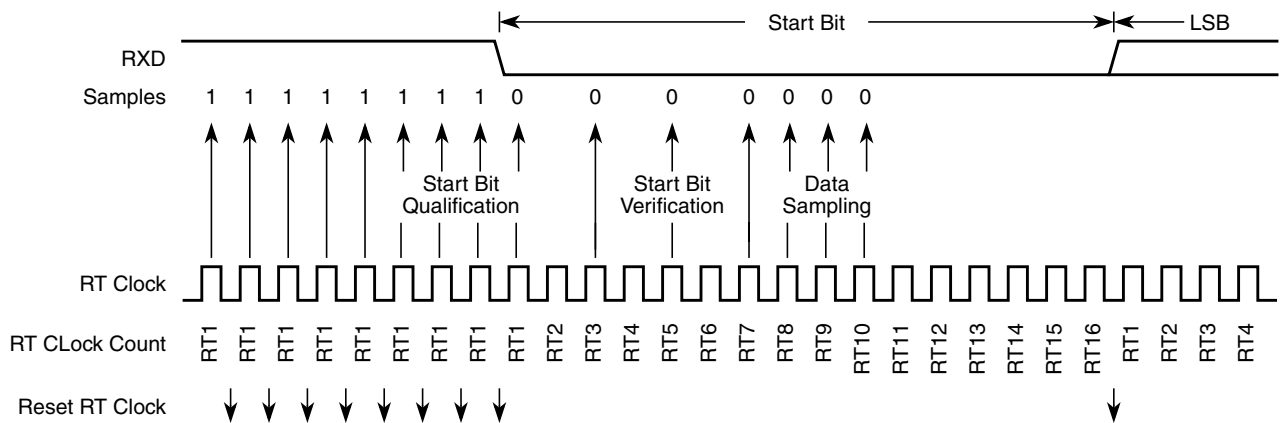 Start Bit LSB
RXD
Samples 1 1 1 1 1 1 1 1 0 0 0 0 0 0 0
Start Bit Qualification
Start Bit Verification
Data Sampling
RT Clock
RT CLock Count RT1 RT1 RT1 RT1 RT1 RT1 RT1 RT1 RT1 RT2 RT3 RT4 RT5 RT6 RT7 RT8 RT9 RT10 RT11 RT12 RT13 RT14 RT15 RT16 RT1 RT2 RT3 RT4
Reset RT Clock